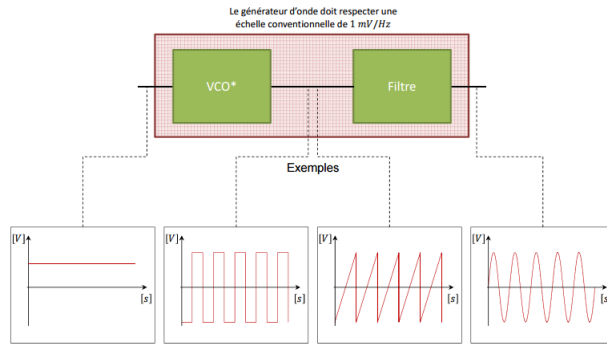 Le générateur d'onde doit respecter une
échelle conventionnelle de 1 mV/Hz
VCO*
Filtre
Exemples
[V]
[s]
[V]
[s]
[V]
[s]
[V]
[s]